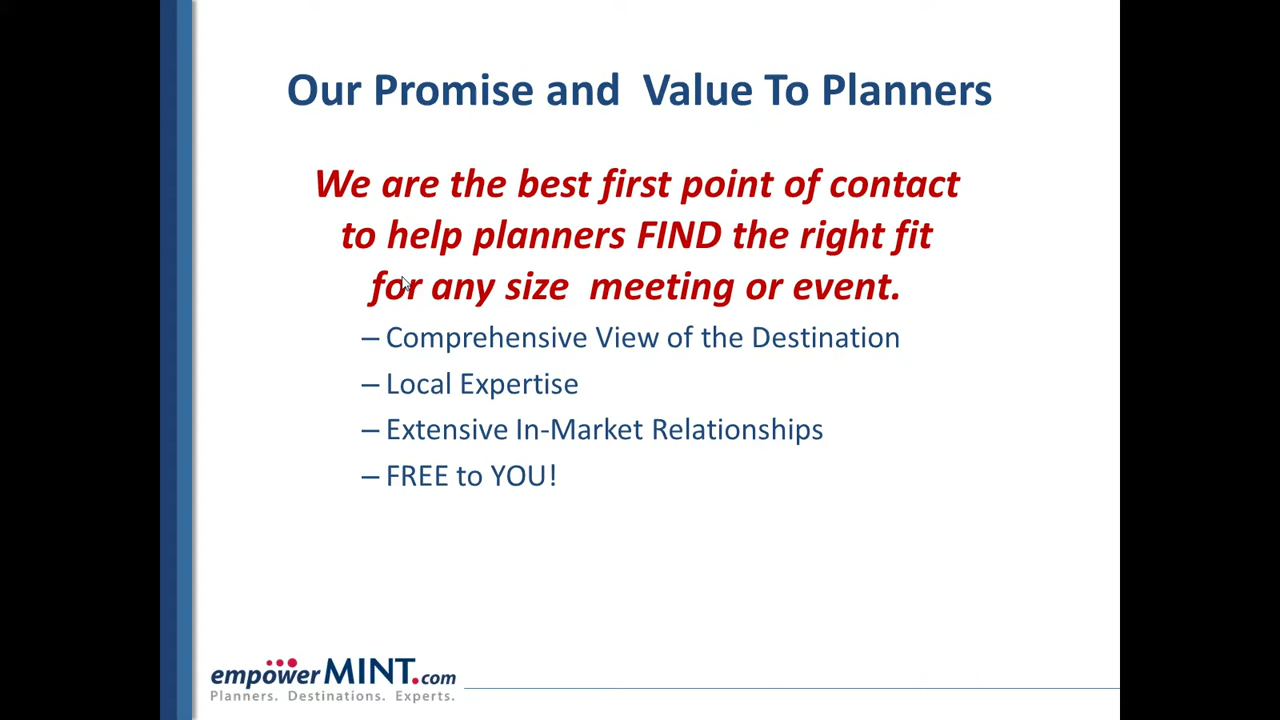 Our Promise and  Value To Planners
We are the best first point of contact
to help planners FIND the right fit
for any size  meeting or event.
– Comprehensive View of the Destination
– Local Expertise
– Extensive In-Market Relationships
– FREE to YOU!
empowerMINT.com
Planners. Destinations. Experts.